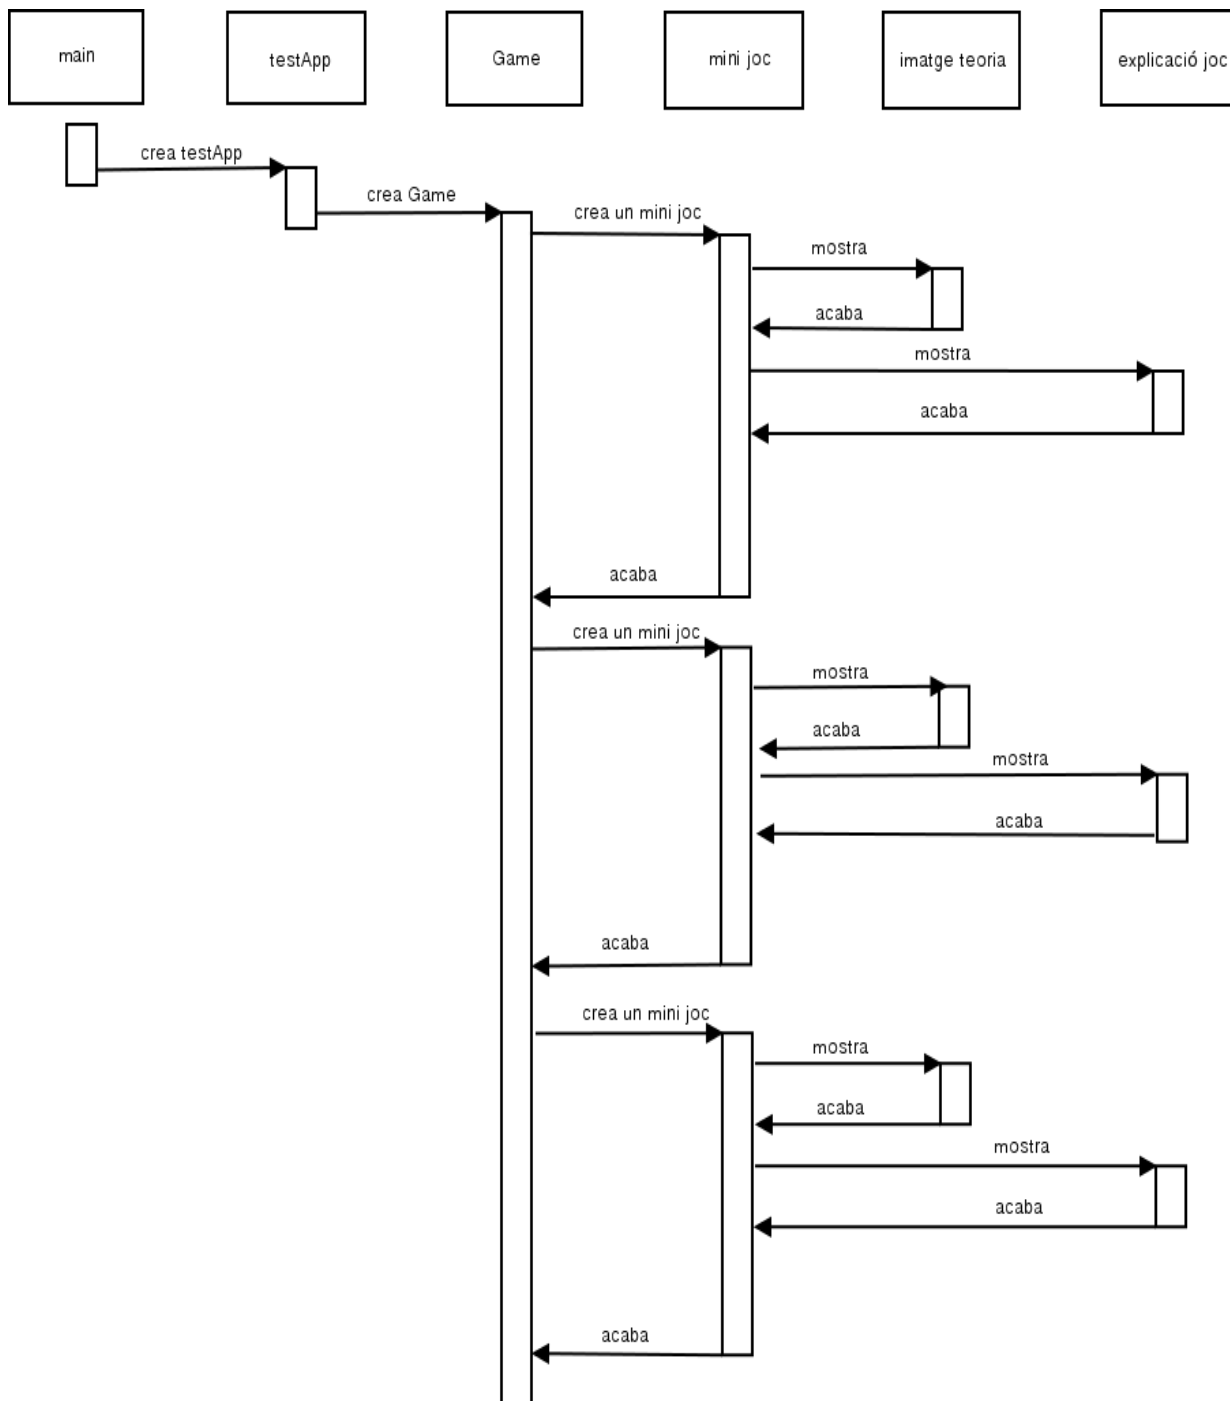 main
testApp
Game
mini joc
imatge teoria
explicació joc
crea testApp
crea Game
crea un mini joc
mostra
acaba
mostra
acaba
acaba
crea un mini joc
mostra
acaba
mostra
acaba
acaba
crea un mini joc
mostra
acaba
mostra
acaba
acaba